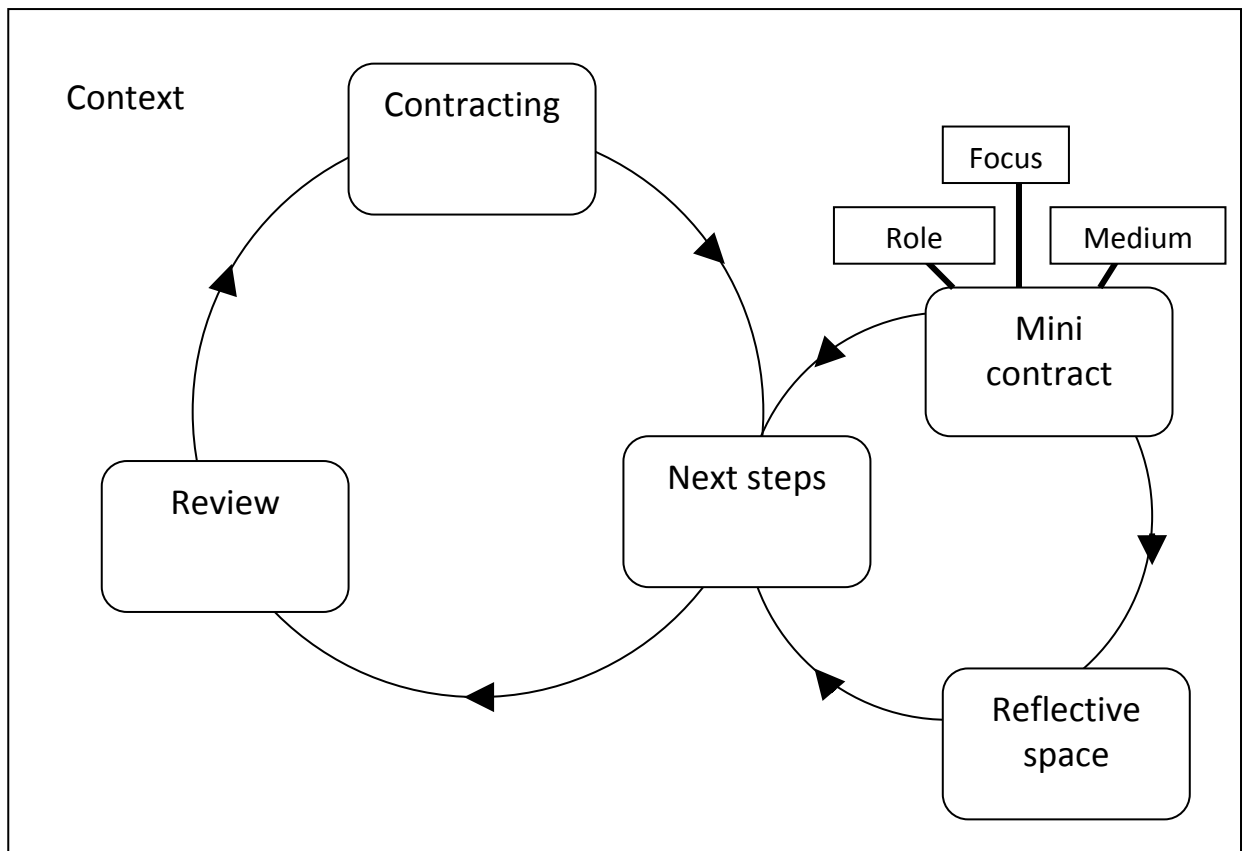 Context
Contracting
Focus
Role
Medium
Mini
contract
Next steps
Review
Reflective
space